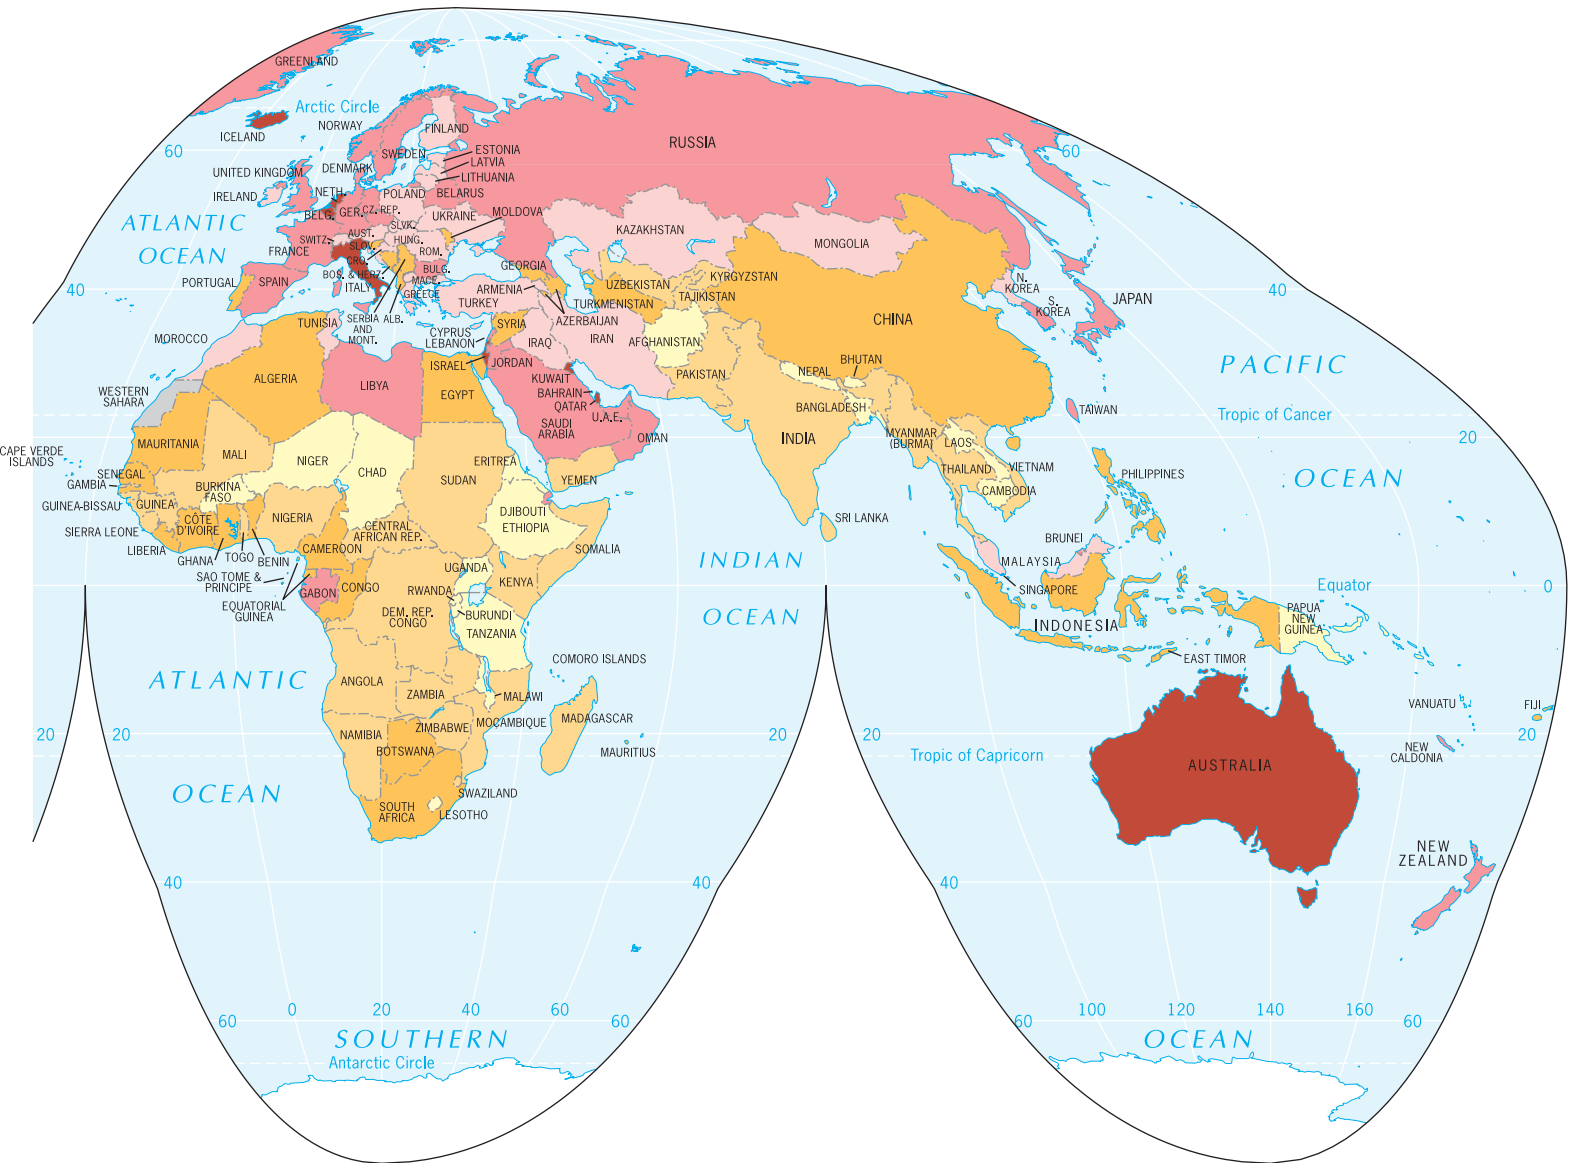 GREENLAND
Arctic Circle
ICELAND
NORWAY
FINLAND
RUSSIA
60
60
SWEDEN
ESTONIA
LATVIA
LITHUANIA
UNITED KINGDOM
DENMARK
IRELAND
NETH.
POLAND
BELARUS
BELG.
GER.
CZ. REP.
UKRAINE
MOLDOVA
ATLANTIC
OCEAN
SLVK.
AUST.
SWITZ.
SLOV.
HUNG.
FRANCE
CRO.
ROM.
KAZAKHSTAN
MONGOLIA
PORTUGAL
SPAIN
BOS. & HERZ.
BULG.
GEORGIA
ITALY
MACE.
GREECE
ARMENIA
TURKEY
UZBEKISTAN
KYRGYZSTAN
TURKMENISTAN
TAJIKISTAN
N.
KOREA
S.
KOREA
JAPAN
40
40
TUNISIA
SERBIA
AND
MONT.
ALB.
CYPRUS
LEBANON
SYRIA
AZERBAIJAN
CHINA
MOROCCO
IRAQ
IRAN
AFGHANISTAN
ISRAEL
JORDAN
BHUTAN
NEPAL
PACIFIC
WESTERN
SAHARA
ALGERIA
LIBYA
EGYPT
KUWAIT
BAHRAIN
QATAR
U.A.E.
SAUDI
ARABIA
OMAN
PAKISTAN
BANGLADESH
TAIWAN
Tropic of Cancer
20
MAURITANIA
MALI
NIGER
CHAD
SUDAN
ERITREA
YEMEN
INDIA
MYANMAR
(BURMA)
LAOS
THAILAND
VIETNAM
CAMBODIA
PHILIPPINES
OCEAN
CAPE VERDE
ISLANDS
SENEGAL
GAMBIA
GUINEA-BISSAU
GUINEA
BURKINA
FASO
SIERRA LEONE
LIBERIA
CÔTE
D'IVOIRE
GHANA
TOGO
BENIN
NIGERIA
CENTRAL
AFRICAN REP.
CAMEROON
DJIBOUTI
ETHIOPIA
SOMALIA
SRI LANKA
BRUNEI
MALAYSIA
SINGAPORE
INDIAN
OCEAN
SAO TOME &
PRINCIPE
EQUATORIAL
GUINEA
GABON
CONGO
UGANDA
KENYA
RWANDA
BURUNDI
DEM. REP.
CONGO
TANZANIA
Equator
0
INDONESIA
PAPUA
NEW
GUINEA
EAST TIMOR
ATLANTIC
OCEAN
COMORO ISLANDS
ANGOLA
ZAMBIA
MALAWI
MOÇAMBIQUE
MADAGASCAR
MAURITIUS
ZIMBABWE
NAMIBIA
BOTSWANA
SWAZILAND
SOUTH
AFRICA
LESOTHO
20
20
20
20
Tropic of Capricorn
AUSTRALIA
VANUATU
FIJI
20
NEW
CALDONIA
NEW
ZEALAND
40
40
40
60
0
20
40
60
60
SOUTHERN
Antarctic Circle
60
100
120
140
160
60
OCEAN